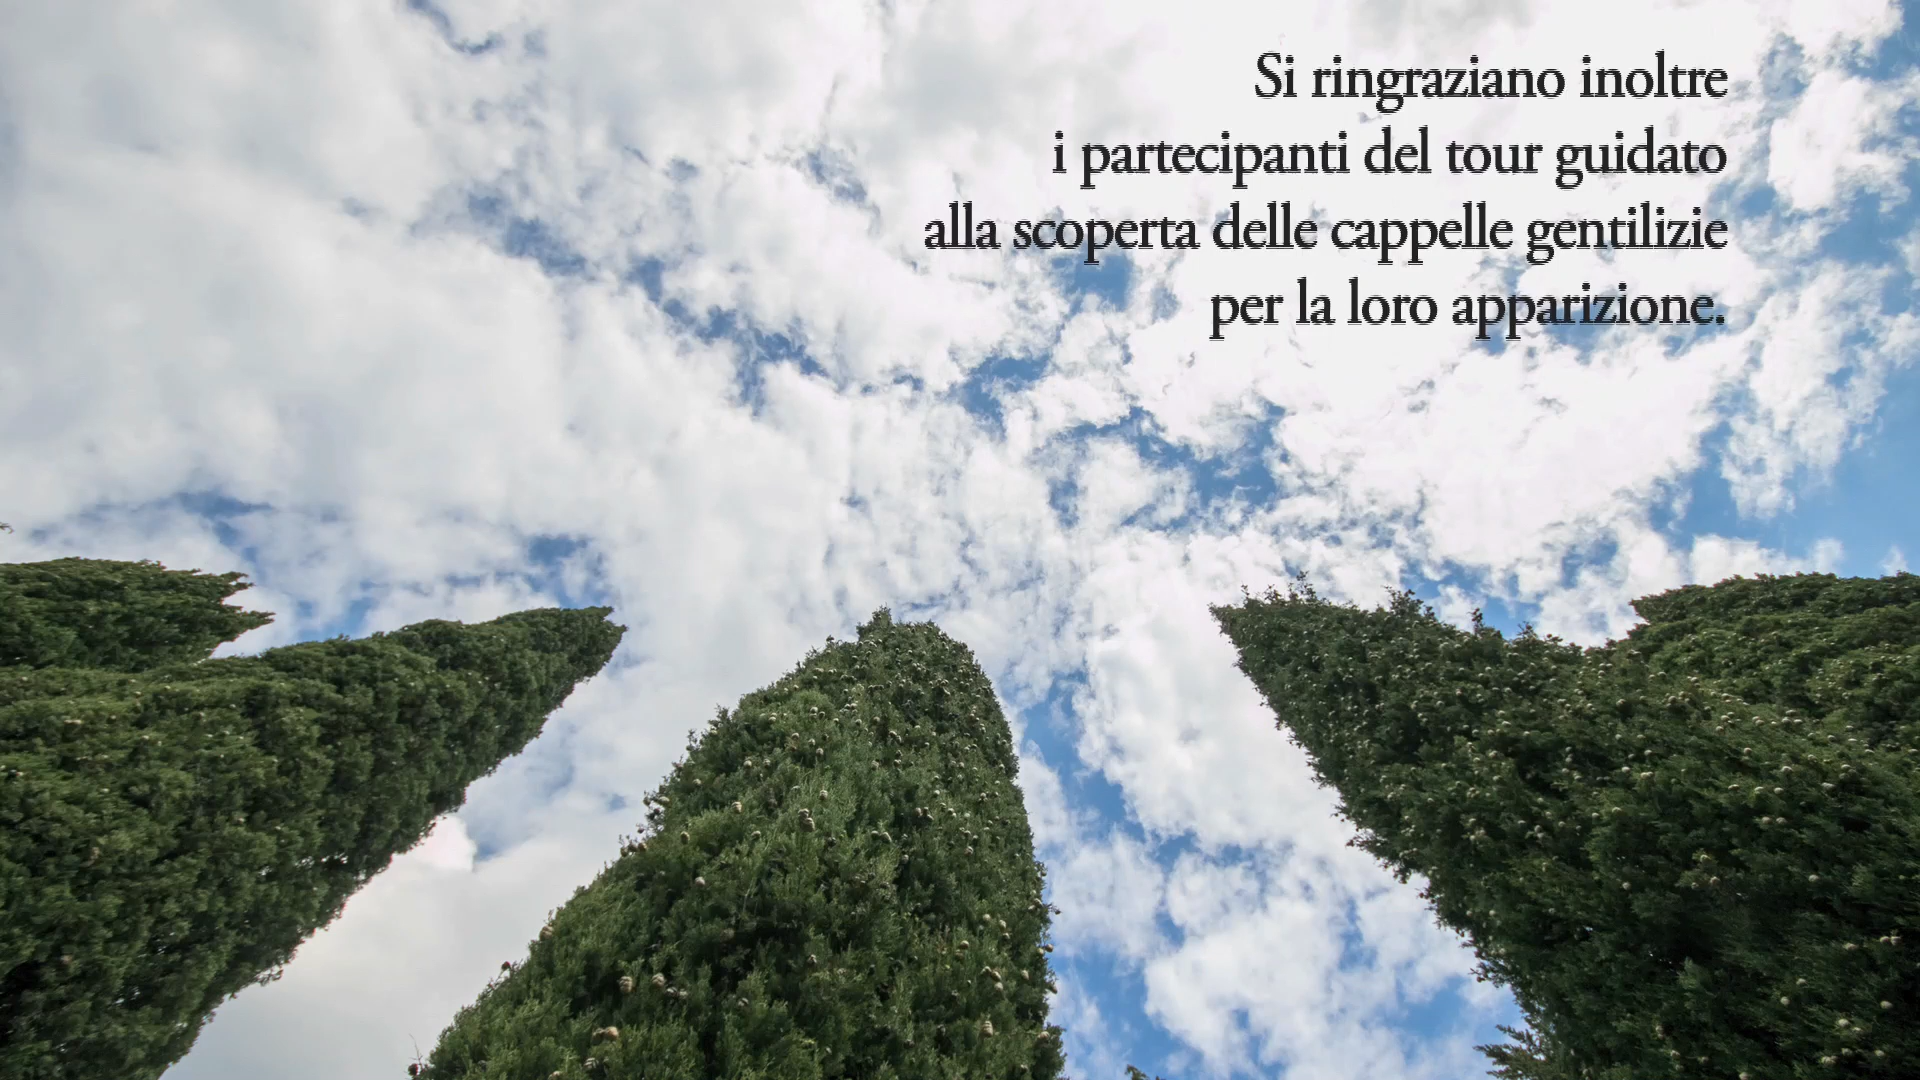 Si ringraziano inoltre
i partecipanti del tour guidato
alla scoperta delle cappelle gentilizie
per la loro apparizione.